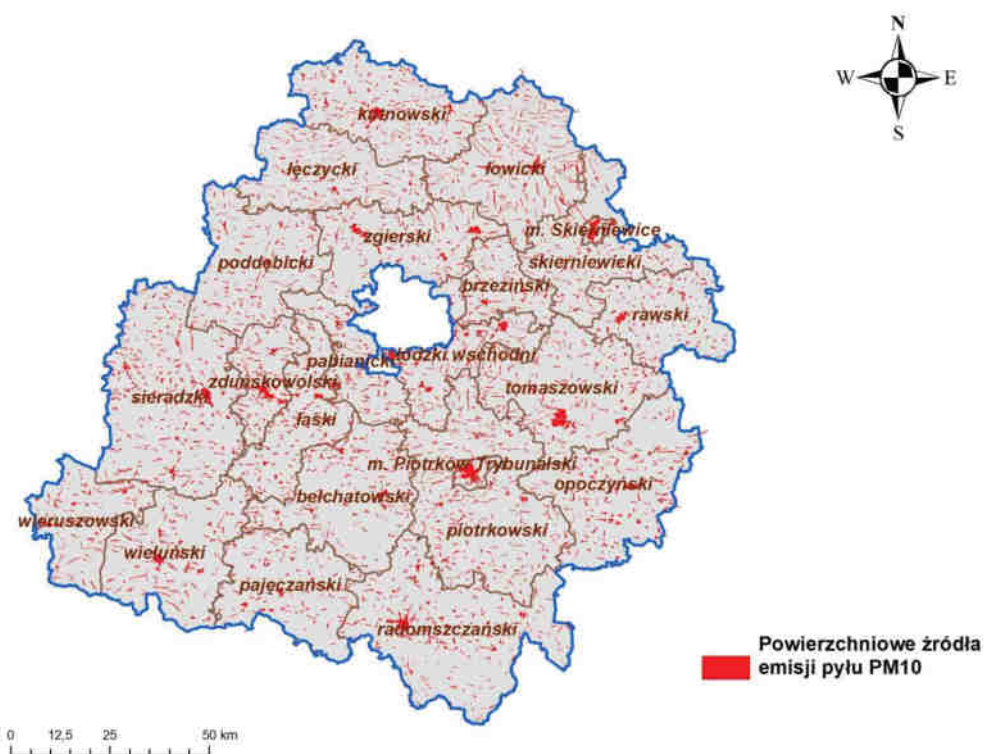 N
W E
S
kutnowski
łęczycki
łowicki
m. Skierniewice
zgierski
poddębicki
skierniewicki
brzeziński
rawski
pabianicki
łódzki wschodni
zduńskowolski
tomaszowski
sieradzki
łaski
m. Piotrków Trybunalski
opoczyński
bełchatowski
wieruszowski
piotrkowski
wieluński
pajęczański
radomszczański
Powierzchniowe źródła
emisji pyłu PM10
0 12,5 25 50 km